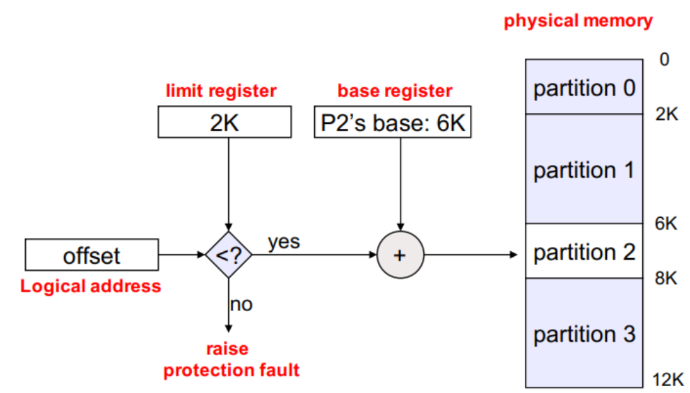 physical memory
limit register
base register
0
2K
P2's base: 6K
partition 0
2K
partition 1
6K
offset
<?
yes
+
partition 2
Logical address
no
8K
raise
protection fault
partition 3
12K